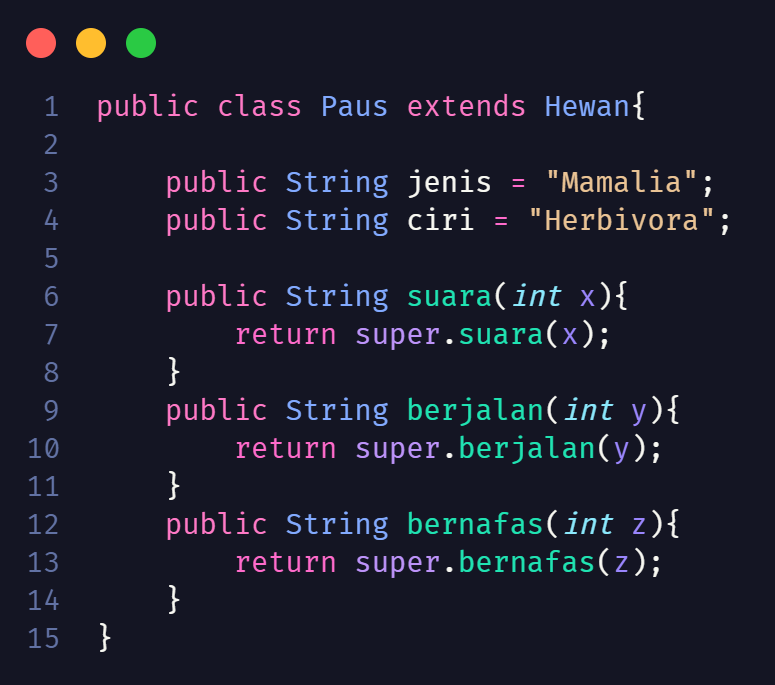 1 public class Paus extends Hewan{
2
3     public String jenis = "Mamalia";
4     public String ciri = "Herbivora";
5
6     public String suara(int x){
7         return super.suara(x);
8     }
9     public String berjalan(int y){
10         return super.berjalan(y);
11     }
12     public String bernafas(int z){
13         return super.bernafas(z);
14     }
15 }